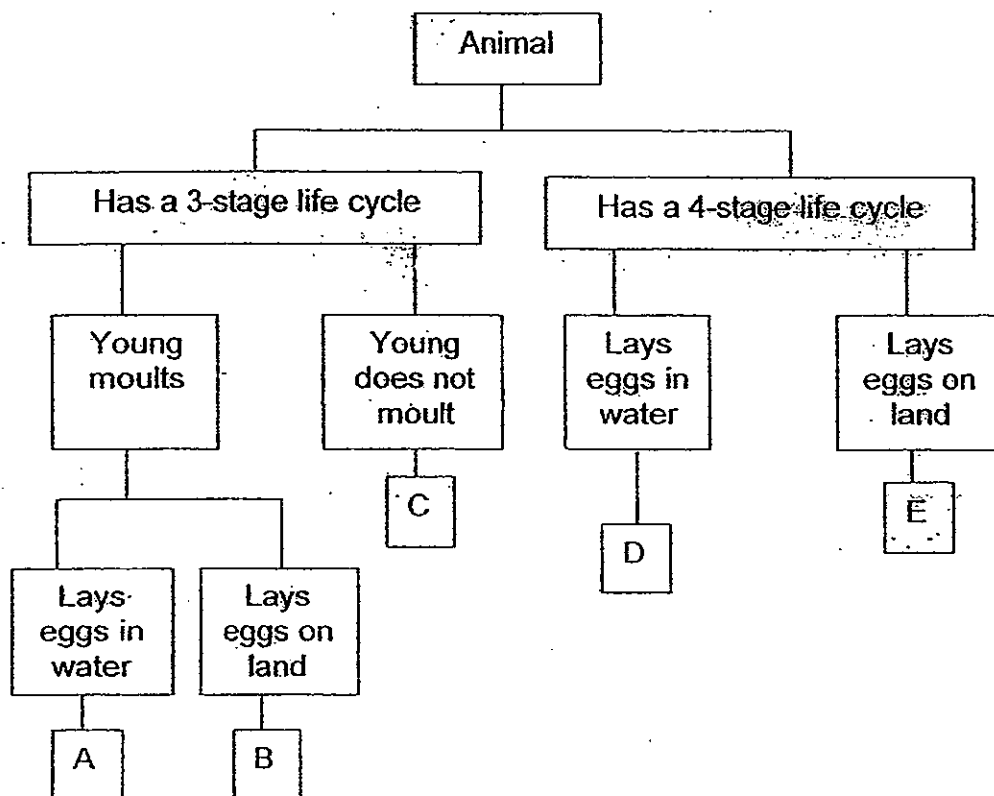 Animal
Has a 3-stage life cycle
Has a 4-stage life cycle
Young
moults
Young
does not
moult
Lays
eggs in
water
Lays
eggs on
land
C
D
E
Lays
eggs in
water
Lays
eggs on
land
A
B